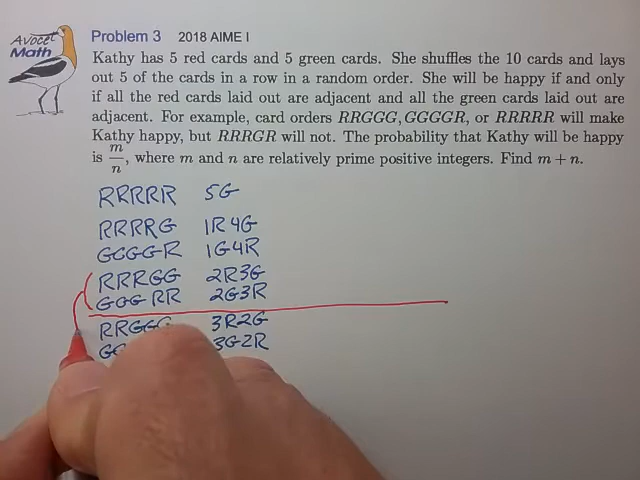 Avocet
Math
Problem 3 2018 AIME I
Kathy has 5 red cards and 5 green cards. She shuffles the 10 cards and lays
out 5 of the cards in a row in a random order. She will be happy if and only
if all the red cards laid out are adjacent and all the green cards laid out are
adjacent. For example, card orders RRGGG, GGGGR, or RRRRR will make
Kathy happy, but RRRGR will not. The probability that Kathy will be happy
is m/n, where m and n are relatively prime positive integers. Find m + n.
RRRRR 5G
RRRRG 1R4G
GGGGR 1G4R
RRRGG 2R3G
GGGRR 2G3R
RRGGG 3R2G
3G2R